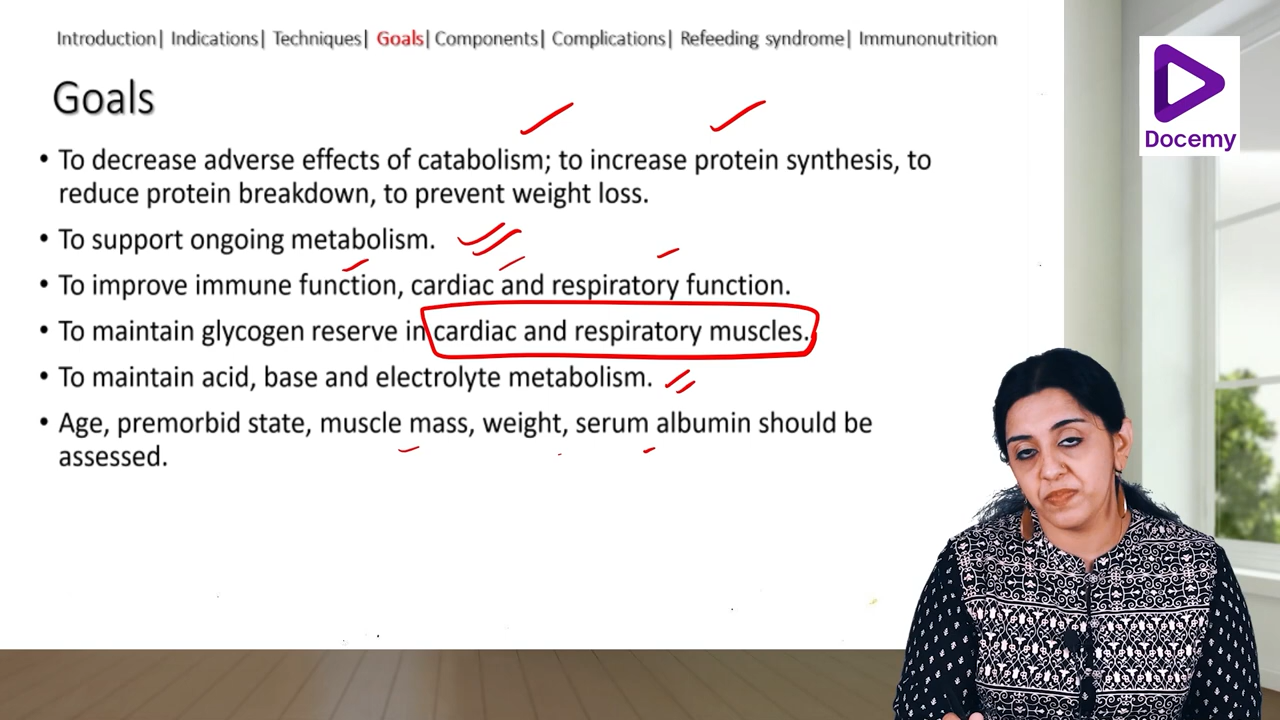 Introduction| Indications| Techniques| Goals| Components| Complications| Refeeding syndrome| Immunonutrition
Goals
Docemy
• To decrease adverse effects of catabolism; to increase protein synthesis, to
reduce protein breakdown, to prevent weight loss.
• To support ongoing metabolism.
• To improve immune function, cardiac and respiratory function.
• To maintain glycogen reserve in cardiac and respiratory muscles.
• To maintain acid, base and electrolyte metabolism.
• Age, premorbid state, muscle mass, weight, serum albumin should be
assessed.